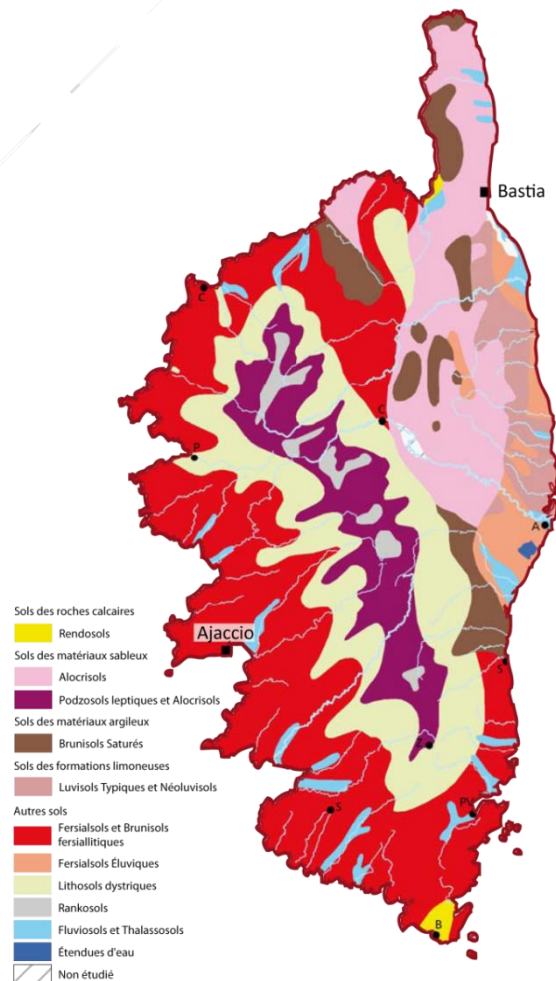 Bastia
C
C
P
A
Sols des roches calcaires
Rendosols
Sols des matériaux sableux
Ajaccio
Alocrisols
S
Podzosols leptiques et Alocrisols
Sols des matériaux argileux
Brunisols Saturés
Z
Sols des formations limoneuses
Luvisols Typiques et Néoluvisols
S
PV
Autres sols
Fersialsols et Brunisols
fersiallitiques
Fersialsols Éluviques
Lithosols dystriques
Rankosols
Fluviosols et Thalassosols
B
Étendues d'eau
Non étudié